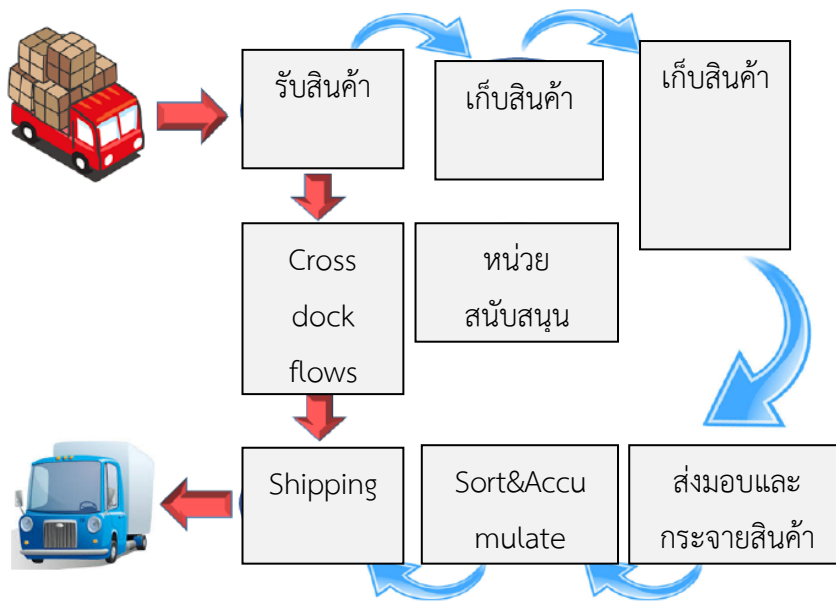 รับสินค้า
เก็บสินค้า
เก็บสินค้า
Cross
dock
flows
หน่วย
สนับสนุน
Shipping
Sort&Accu
mulate
ส่งมอบและ
กระจายสินค้า